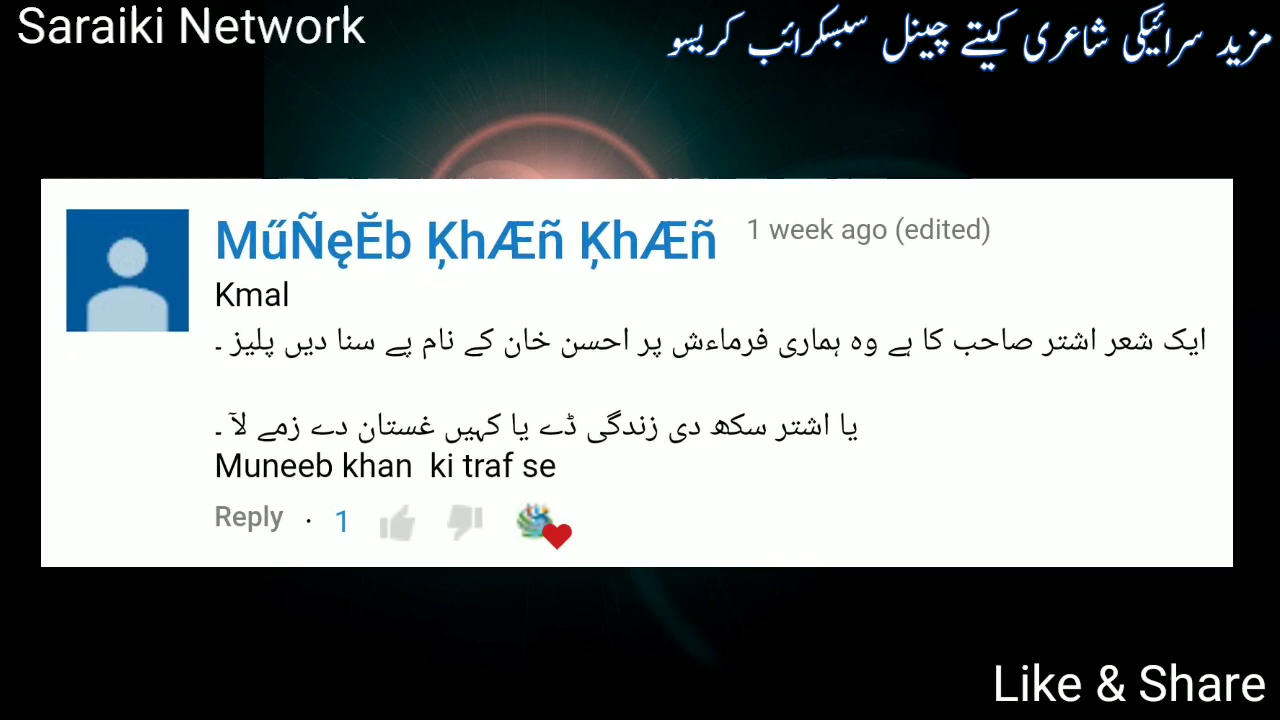 Saraiki Network
مزید سرائیکی شاعری کیتے چینل سبسکرائب کریسو
MűÑęĔb ĶhÆñ ĶhÆñ 1 week ago (edited)
Kmal
ایک شعر اشتر صاحب کا ہے وہ ہماری فرماءش پر احسن خان کے نام پے سنا دیں پلیز ۔
یا اشتر سکھ دی زندگی ڈے یا کہیں غستان دے زمے لآ ۔
Muneeb khan ki traf se
Reply · 1
Like & Share